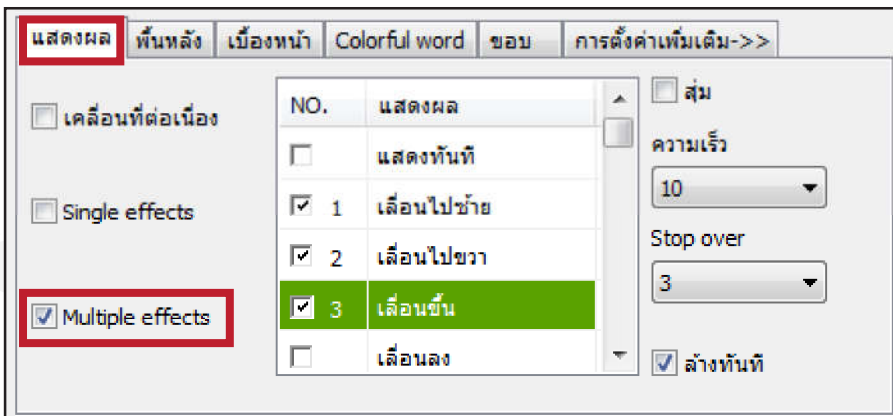 แสดงผล พื้นหลัง เบื้องหน้า Colorful word ขอบ การตั้งค่าเพิ่มเติม->>
เคลื่อนที่ต่อเนื่อง
Single effects
Multiple effects
NO. แสดงผล
แสดงทันที
1 เลื่อนไปซ้าย
2 เลื่อนไปขวา
3 เลื่อนขึ้น
เลื่อนลง
สุ่ม
ความเร็ว
10
Stop over
3
ล้างทันที